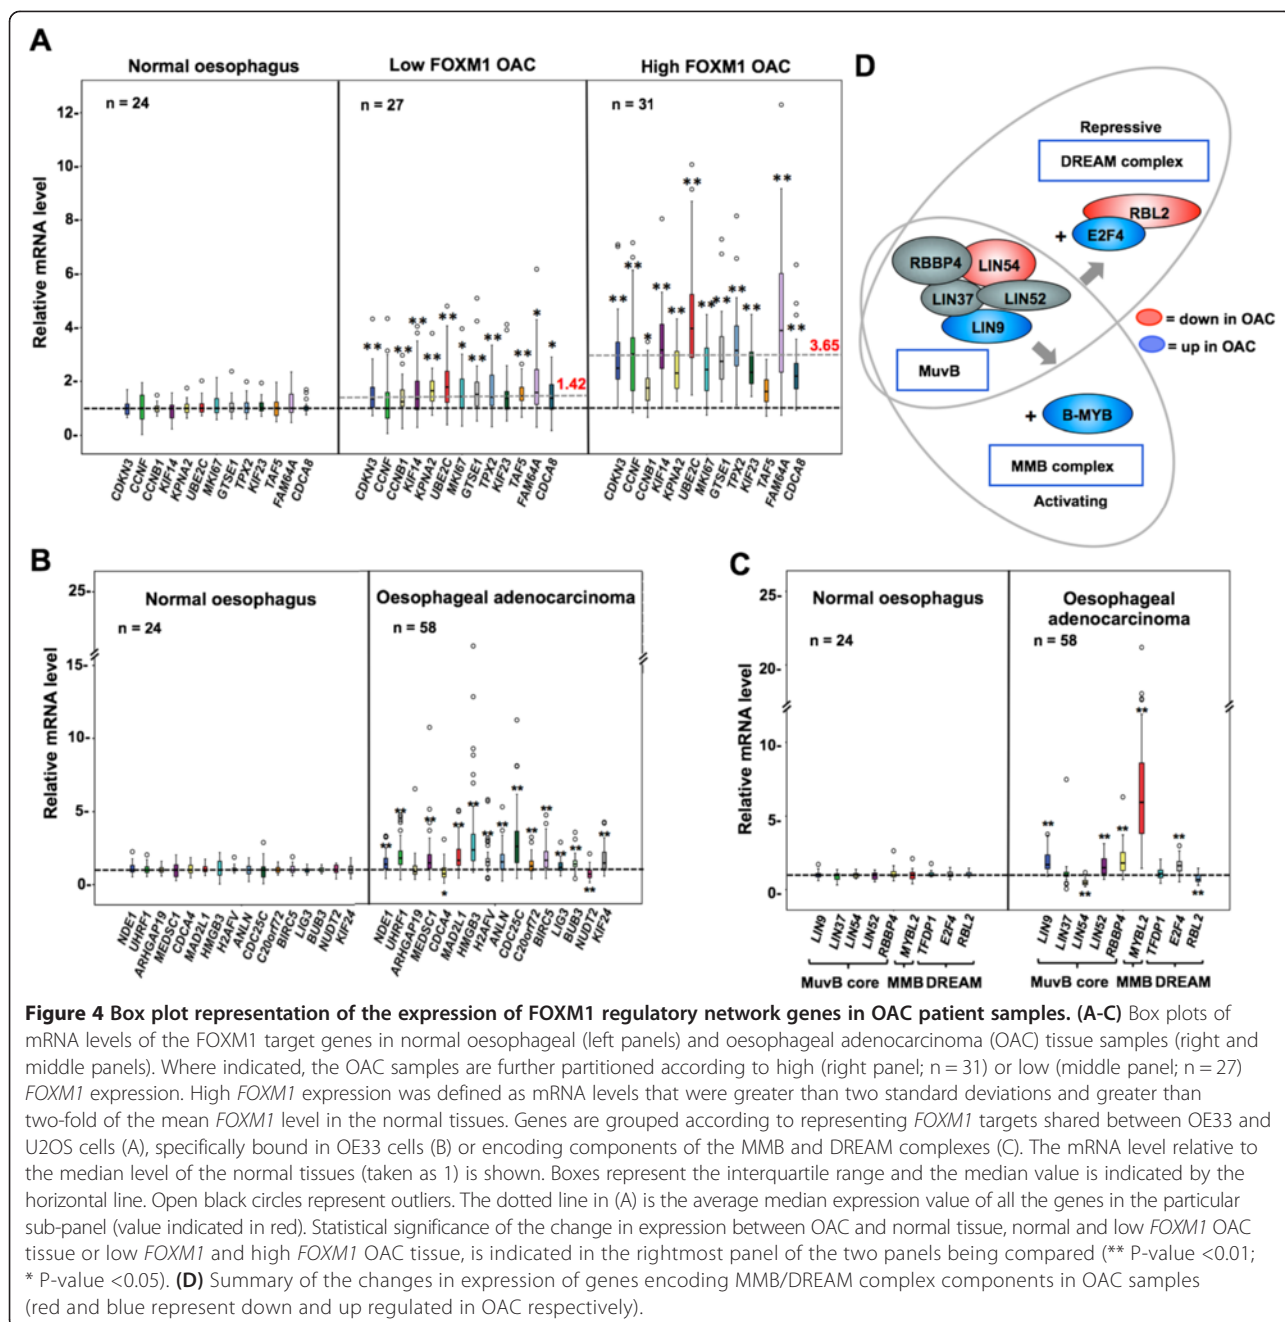 A
Normal oesophagus
Low FOXM1 OAC
High FOXM1 OAC
n = 24
n = 27
n = 31
Relative mRNA level
12-
10-
8-
6-
4-
2-
0-
** ** ** ** ** * ** ** ** * *
1.42
** ** * ** ** ** ** ** ** ** ** **
3.65
CDKN3 CCNF CCNB1 KIF14 KPNA2 UBE2C MKI67 GTSE1 TPX2 KIF23 TAF5 FAM64A CDCA8
CDKN3 CCNF CCNB1 KIF14 KPNA2 UBE2C MKI67 GTSE1 TPX2 KIF23 TAF5 FAM64A CDCA8
CDKN3 CCNF CCNB1 KIF14 KPNA2 UBE2C MKI67 GTSE1 TPX2 KIF23 TAF5 FAM64A CDCA8
D
Repressive
DREAM complex
RBL2
+ E2F4
RBBP4
LIN54
LIN37
LIN52
LIN9
MuvB
= down in OAC
= up in OAC
+ B-MYB
MMB complex
Activating
B
Normal oesophagus
Oesophageal adenocarcinoma
n = 24
n = 58
Relative mRNA level
25-
15-
10-
5-
0-
** ** ** * ** ** ** ** ** ** ** ** ** ** **
NDE1 UHRF1 ARHGAP19 MEDSC1 CDCA4 MAD2L1 HMGB3 H2AFV ANLN CDC25C C20orf72 BIRC5 LIG3 BUB3 NUDT2 KIF24
NDE1 UHRF1 ARHGAP19 MEDSC1 CDCA4 MAD2L1 HMGB3 H2AFV ANLN CDC25C C20orf72 BIRC5 LIG3 BUB3 NUDT2 KIF24
C
Normal oesophagus
Oesophageal
adenocarcinoma
n = 24
n = 58
Relative mRNA level
25-
20-
10-
5-
0-
** ** ** ** ** ** **
LIN9 LIN37 LIN54 LIN52 RBBP4 MYBL2 TFDP1 E2F4 RBL2
LIN9 LIN37 LIN54 LIN52 RBBP4 MYBL2 TFDP1 E2F4 RBL2
MuvB core MMB DREAM
MuvB core MMB DREAM
Figure 4 Box plot representation of the expression of FOXM1 regulatory network genes in OAC patient samples. (A-C) Box plots of
mRNA levels of the FOXM1 target genes in normal oesophageal (left panels) and oesophageal adenocarcinoma (OAC) tissue samples (right and
middle panels). Where indicated, the OAC samples are further partitioned according to high (right panel; n = 31) or low (middle panel; n = 27)
FOXM1 expression. High FOXM1 expression was defined as mRNA levels that were greater than two standard deviations and greater than
two-fold of the mean FOXM1 level in the normal tissues. Genes are grouped according to representing FOXM1 targets shared between OE33 and
U2OS cells (A), specifically bound in OE33 cells (B) or encoding components of the MMB and DREAM complexes (C). The mRNA level relative to
the median level of the normal tissues (taken as 1) is shown. Boxes represent the interquartile range and the median value is indicated by the
horizontal line. Open black circles represent outliers. The dotted line in (A) is the average median expression value of all the genes in the particular
sub-panel (value indicated in red). Statistical significance of the change in expression between OAC and normal tissue, normal and low FOXM1 OAC
tissue or low FOXM1 and high FOXM1 OAC tissue, is indicated in the rightmost panel of the two panels being compared (** P-value <0.01;
* P-value <0.05). (D) Summary of the changes in expression of genes encoding MMB/DREAM complex components in OAC samples
(red and blue represent down and up regulated in OAC respectively).